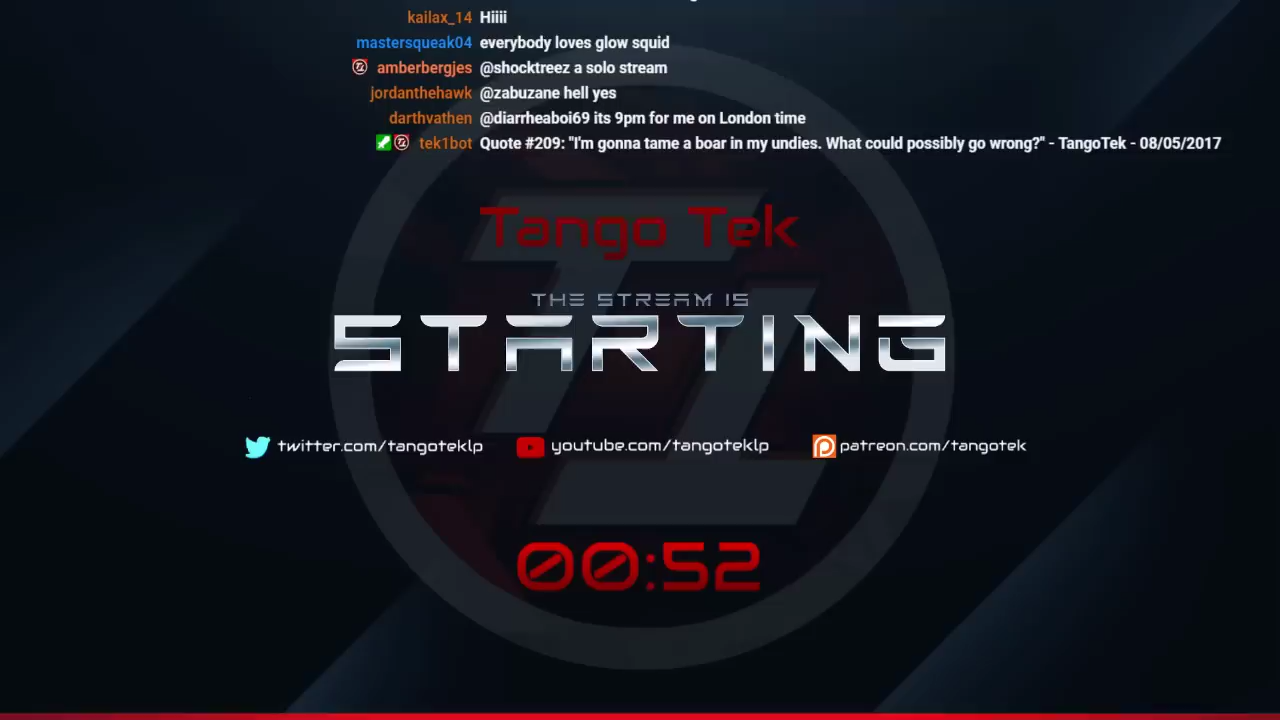 kailax_14 Hiiii
mastersqueak04 everybody loves glow squid
amberbergjes @shocktreez a solo stream
jordanthehawk @zabuzane hell yes
darthvathen @diarrheaboi69 its 9pm for me on London time
tek1bot Quote #209: "I'm gonna tame a boar in my undies. What could possibly go wrong?" - TangoTek - 08/05/2017
Tango Tek
THE STREAM IS
STARTING
twitter.com/tangoteklp youtube.com/tangoteklp patreon.com/tangotek
00:52